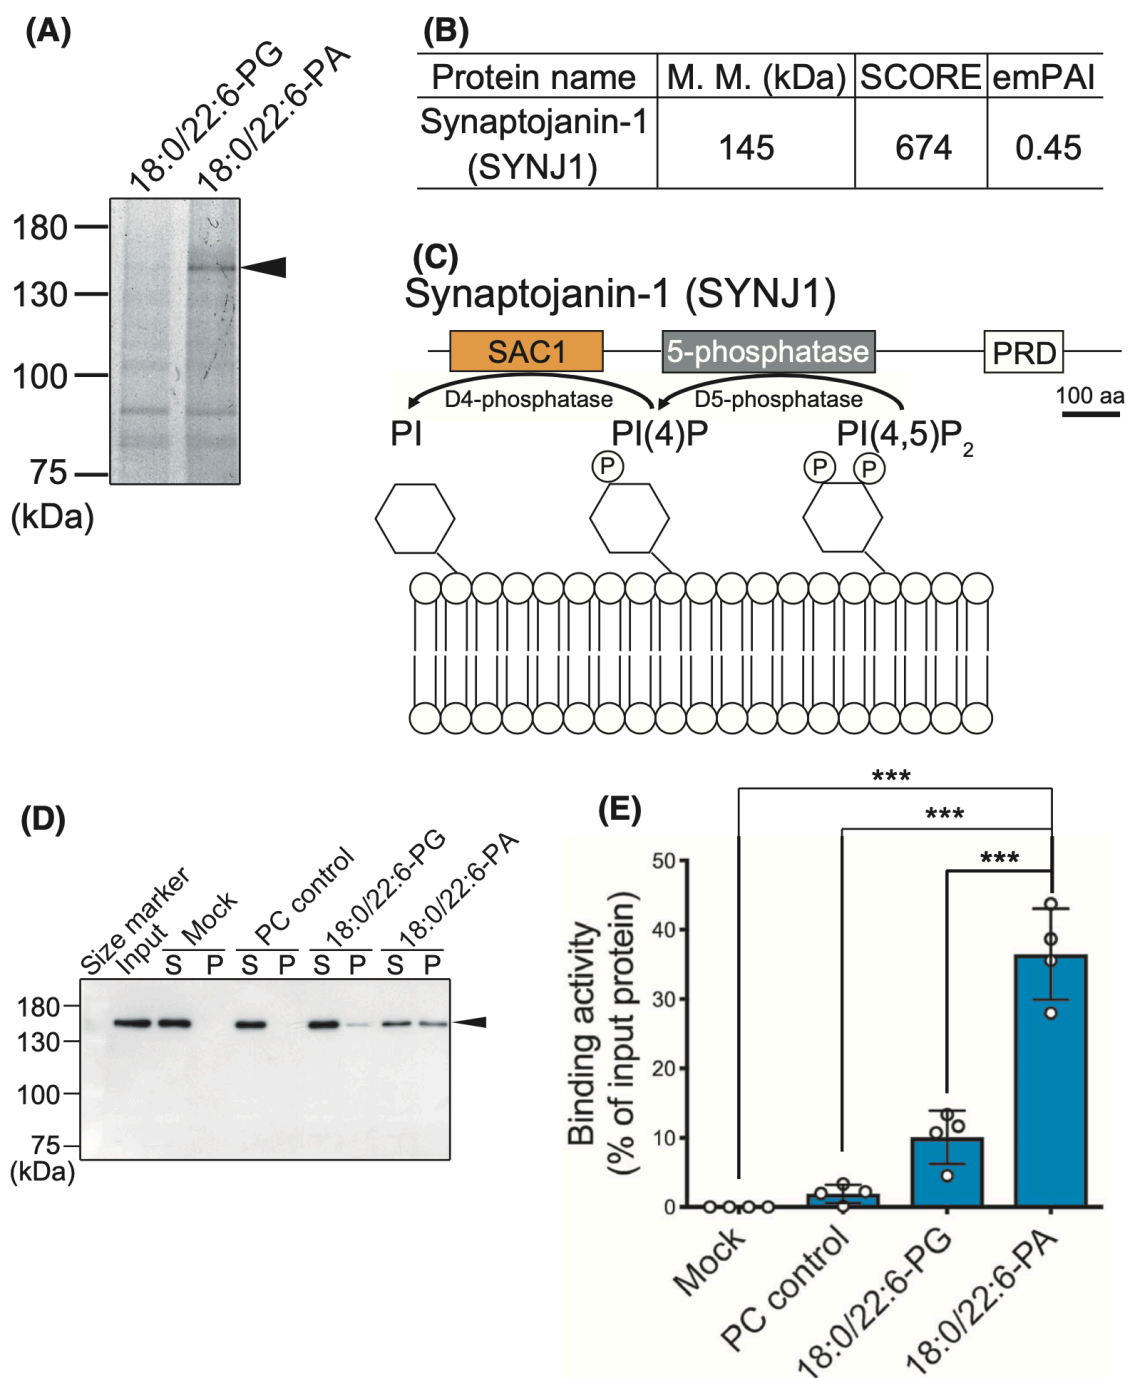 (A)
18:0/22:6-PG
18:0/22:6-PA
180
130
100
75
(kDa)
(B)
Protein name M. M. (kDa) SCORE emPAI
Synaptojanin-1
(SYNJ1)
145 674 0.45
(C)
Synaptojanin-1 (SYNJ1)
SAC1 5-phosphatase PRD
D4-phosphatase D5-phosphatase
100 aa
PI PI(4)P PI(4,5)P2
P P P
(D)
Size marker
Input
Mock
PC control
18:0/22:6-PG
18:0/22:6-PA
S P S P S P S P
180
130
100
75
(kDa)
(E)
***
***
***
Binding activity
(% of input protein)
50
40
30
20
10
0
Mock
PC control
18:0/22:6-PG
18:0/22:6-PA